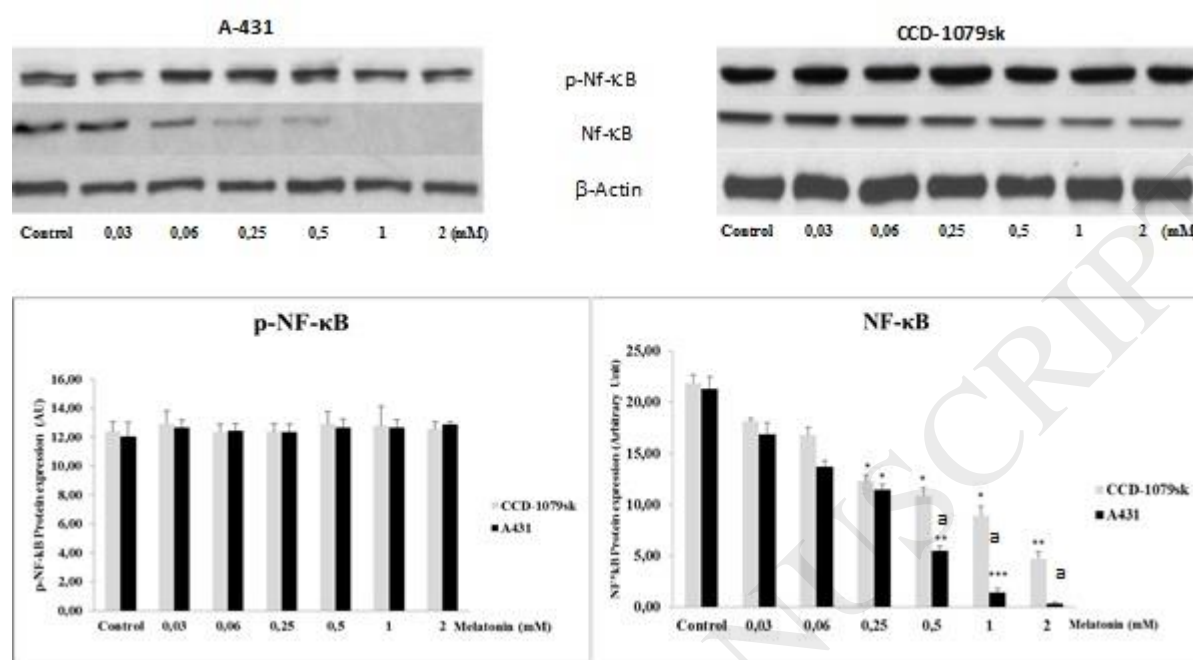 A-431
CCD-1079sk
p-Nf-κB
Nf-κB
β-Actin
Control 0,03 0,06 0,25 0,5 1 2 (mM)
Control 0,03 0,06 0,25 0,5 1 2 (mM
p-NF-κB
p-NF-kB Protein expression (AU)
16,00
14,00
12,00
10,00
8,00
6,00
4,00
2,00
0,00
Control 0,03 0,06 0,25 0,5 1 2 Melatonin (mM)
CCD-1079sk
A431
NF-κB
Protein expression (Arbitrary Unit)
25,00
20,00
15,00
10,00
5,00
0,00
* * * a ** * a *** ** a
Control 0,03 0,06 0,25 0,5 1 2 Melatonin (mM)
CCD-1079sk
A431
NUSCRIPT